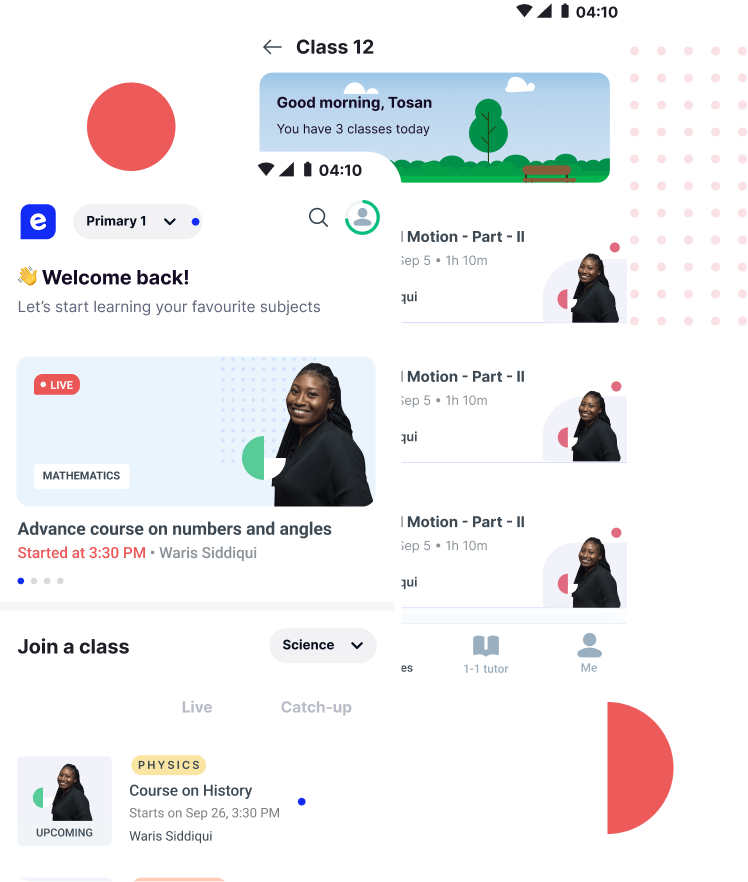 04:10
Class 12
Good morning, Tosan
You have 3 classes today
04:10
e
Primary 1
👋 Welcome back!
Let's start learning your favourite subjects
LIVE
MATHEMATICS
Advance course on numbers and angles
Started at 3:30 PM • Waris Siddiqui
Join a class
Science
Live
Catch-up
PHYSICS
Course on History
Starts on Sep 26, 3:30 PM
Waris Siddiqui
UPCOMING
Motion - Part - II
Sep 5 • 1h 10m
qui
Motion - Part - II
Sep 5 • 1h 10m
qui
Motion - Part - II
Sep 5 • 1h 10m
qui
es
1-1 tutor
Me